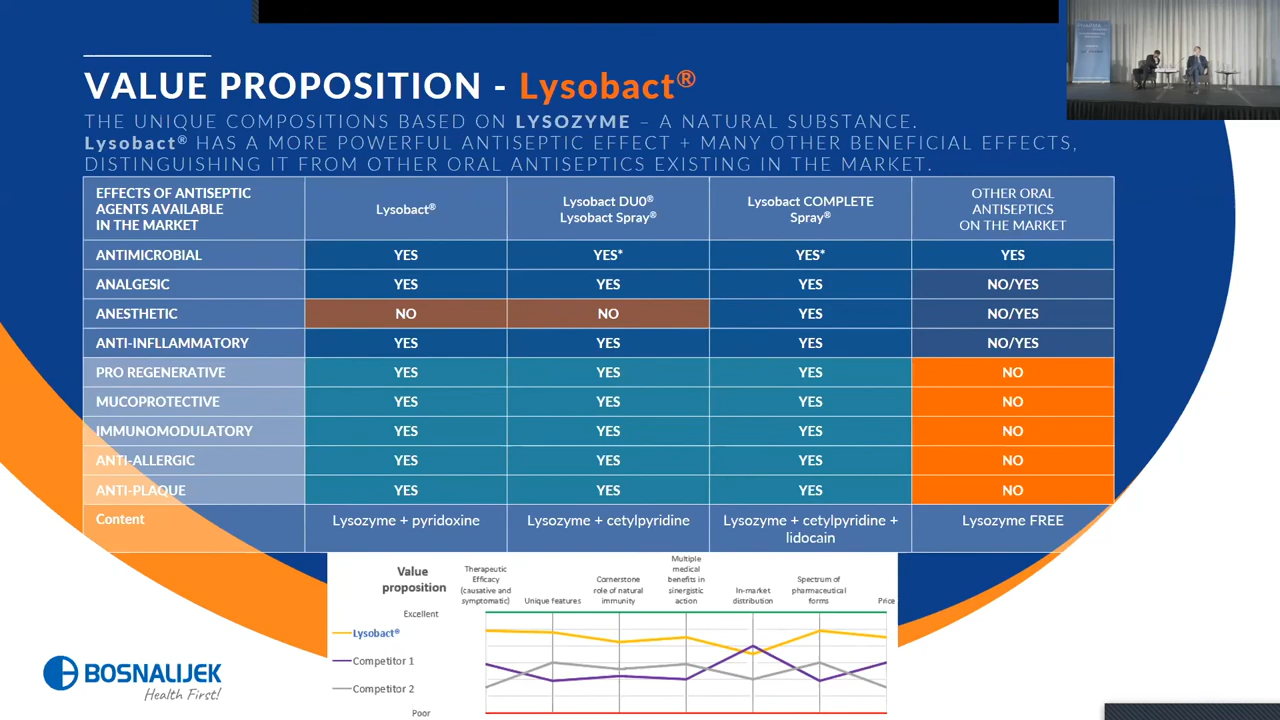 VALUE PROPOSITION - Lysobact®
THE UNIQUE COMPOSITIONS BASED ON LYSOZYME – A NATURAL SUBSTANCE.
Lysobact® HAS A MORE POWERFUL ANTISEPTIC EFFECT + MANY OTHER BENEFICIAL EFFECTS,
DISTINGUISHING IT FROM OTHER ORAL ANTISEPTICS EXISTING IN THE MARKET.
EFFECTS OF ANTISEPTIC
AGENTS AVAILABLE
IN THE MARKET
Lysobact®
Lysobact DU0®
Lysobact Spray®
Lysobact COMPLETE
Spray®
OTHER ORAL
ANTISEPTICS
ON THE MARKET
ANTIMICROBIAL YES YES* YES* YES
ANALGESIC YES YES YES NO/YES
ANESTHETIC NO NO YES NO/YES
ANTI-INFLLAMMATORY YES YES YES NO/YES
PRO REGENERATIVE YES YES YES NO
MUCOPROTECTIVE YES YES YES NO
IMMUNOMODULATORY YES YES YES NO
ANTI-ALLERGIC YES YES YES NO
ANTI-PLAQUE YES YES YES NO
Content Lysozyme + pyridoxine Lysozyme + cetylpyridine Lysozyme + cetylpyridine + Lysozyme FREE
lidocain
Value
proposition
Therapeutic
Efficacy
(causative and
symptomatic)
Unique features
Cornerstone
role of natural
immunity
Multiple
medical
benefits in
sinergistic
action
In-market
distribution
Spectrum of
pharmaceutical
forms
Price
Excellent
Lysobact®
Competitor 1
Competitor 2
Poor
BOSNALIJEK
Health First!